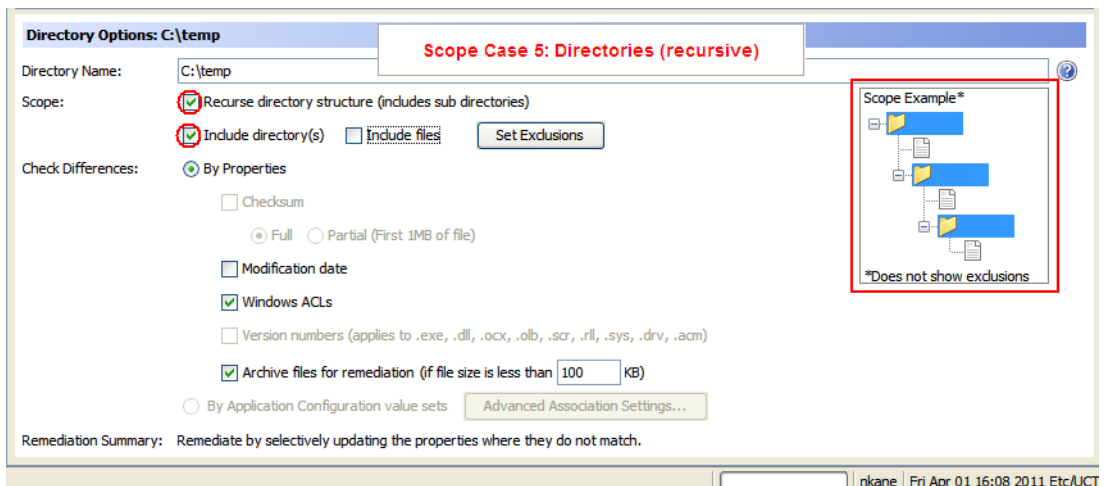 Directory Options: C:\temp
Scope Case 5: Directories (recursive)
Directory Name: C:\temp
Scope: Recurse directory structure (includes sub directories)
Include directory(s) Include files Set Exclusions
Scope Example*
*Does not show exclusions
Check Differences: By Properties
Checksum
Full Partial (First 1MB of file)
Modification date
Windows ACLs
Version numbers (applies to .exe, .dll, .ocx, .olb, .scr, .rll, .sys, .drv, .acm)
Archive files for remediation (if file size is less than 100 KB)
By Application Configuration value sets Advanced Association Settings...
Remediation Summary: Remediate by selectively updating the properties where they do not match.
nkane Fri Apr 01 16:08 2011 Etc/UCT